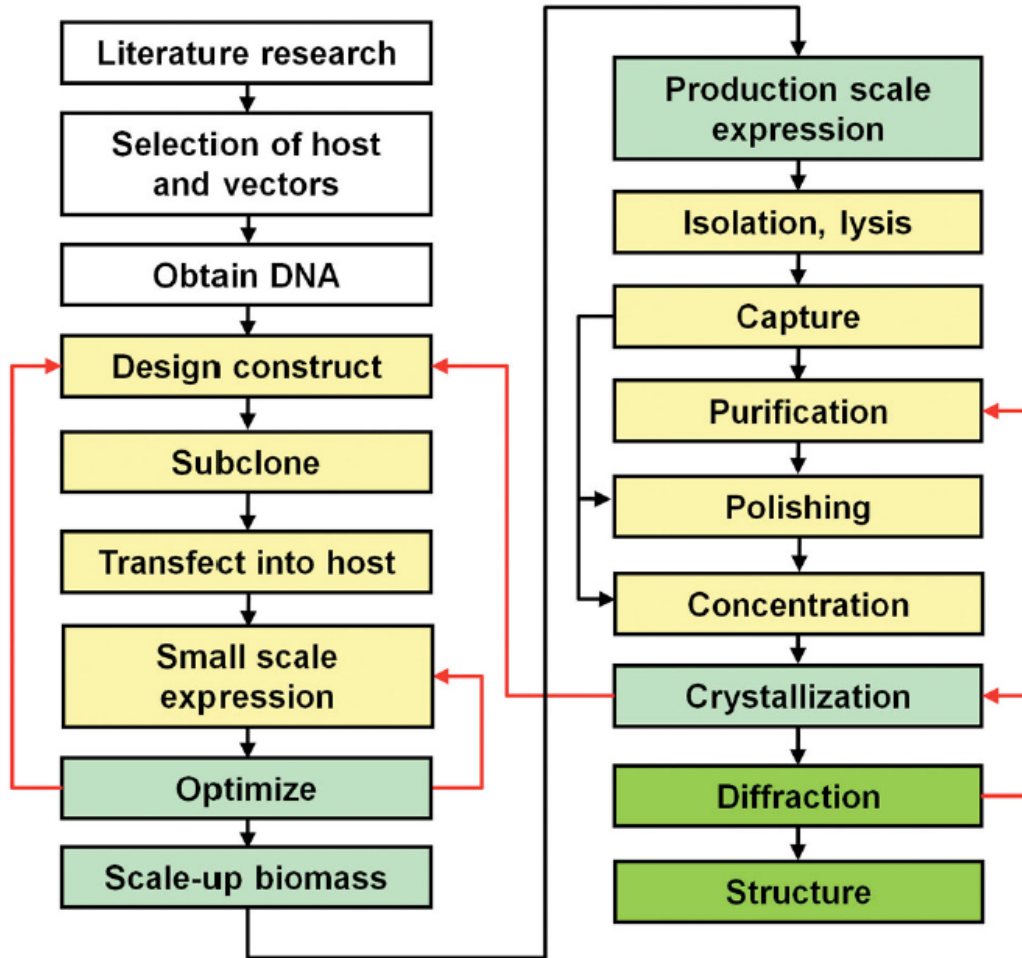 Literature research
Selection of host
and vectors
Obtain DNA
Design construct
Subclone
Transfect into host
Small scale
expression
Optimize
Scale-up biomass
Production scale
expression
Isolation, lysis
Capture
Purification
Polishing
Concentration
Crystallization
Diffraction
Structure